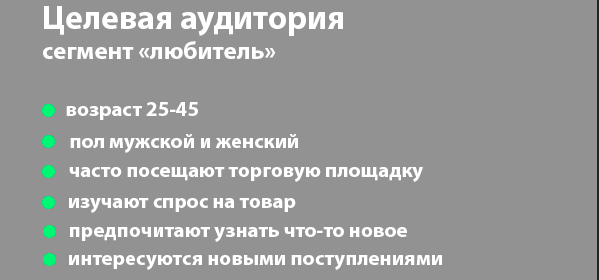 Целевая аудитория
сегмент «любитель»
возраст 25-45
пол мужской и женский
часто посещают торговую площадку
изучают спрос на товар
предпочитают узнать что-то новое
интересуются новыми поступлениями